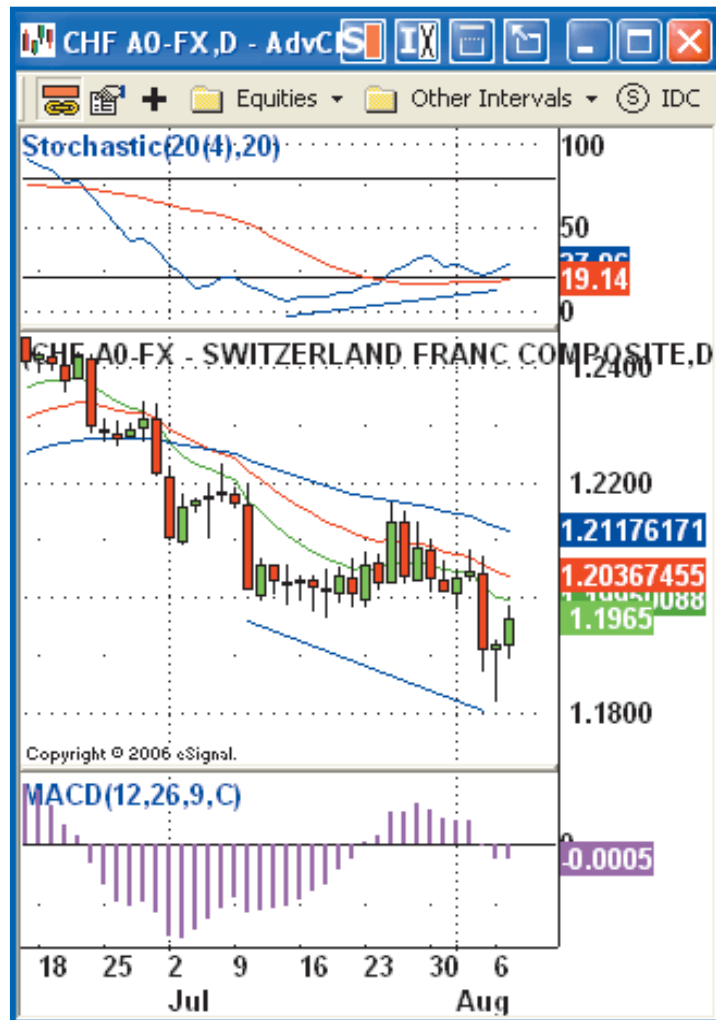 CHF A0-FX,D - AdvC
Equities Other Intervals S IDC
Stochastic(20(4),20)
100
50
19.14
0
(CHF A0-FX - SWITZERLAND FRANC COMPOSITE,D
1.2400
1.2200
1.21176171
1.20367455
1.1965
1.1800
Copyright © 2006 eSignal.
MACD(12,26,9,C)
0
-0.0005
18 25 2 9 16 23 30 6
Jul Aug